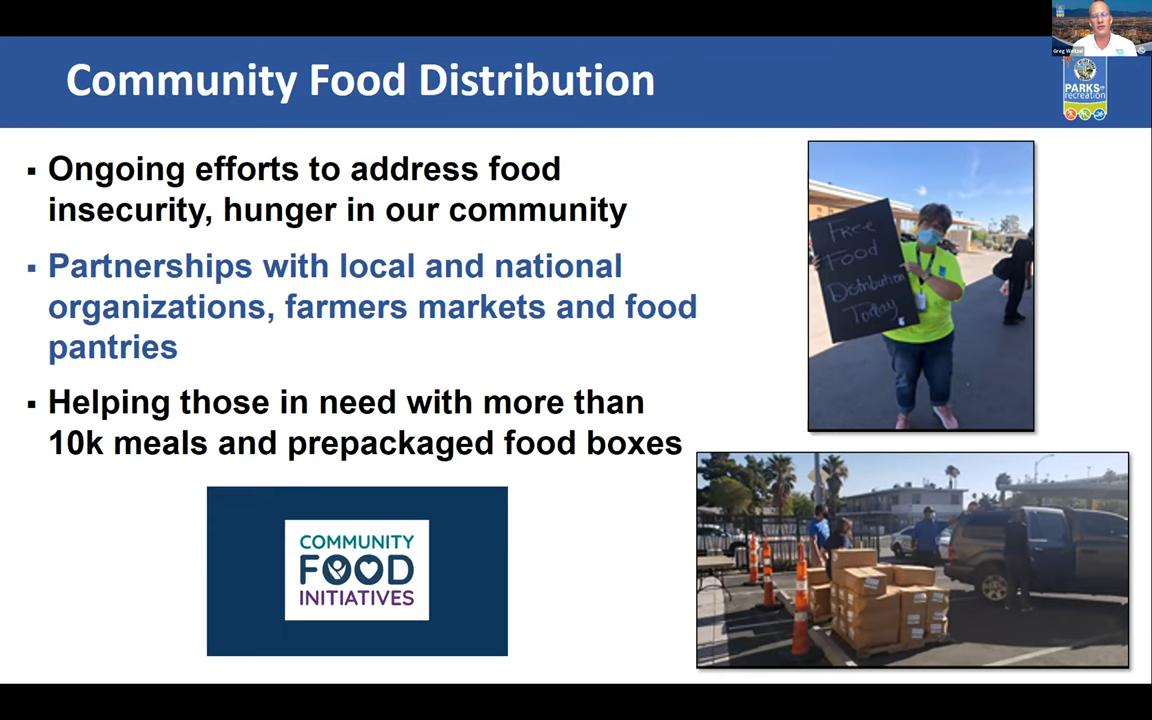 Community Food Distribution
Greg Weitzel
PARKS
recreation
▪ Ongoing efforts to address food
insecurity, hunger in our community
▪ Partnerships with local and national
organizations, farmers markets and food
pantries
▪ Helping those in need with more than
10k meals and prepackaged food boxes
Free
Food
Distribution
Today
COMMUNITY
FOOD
INITIATIVES